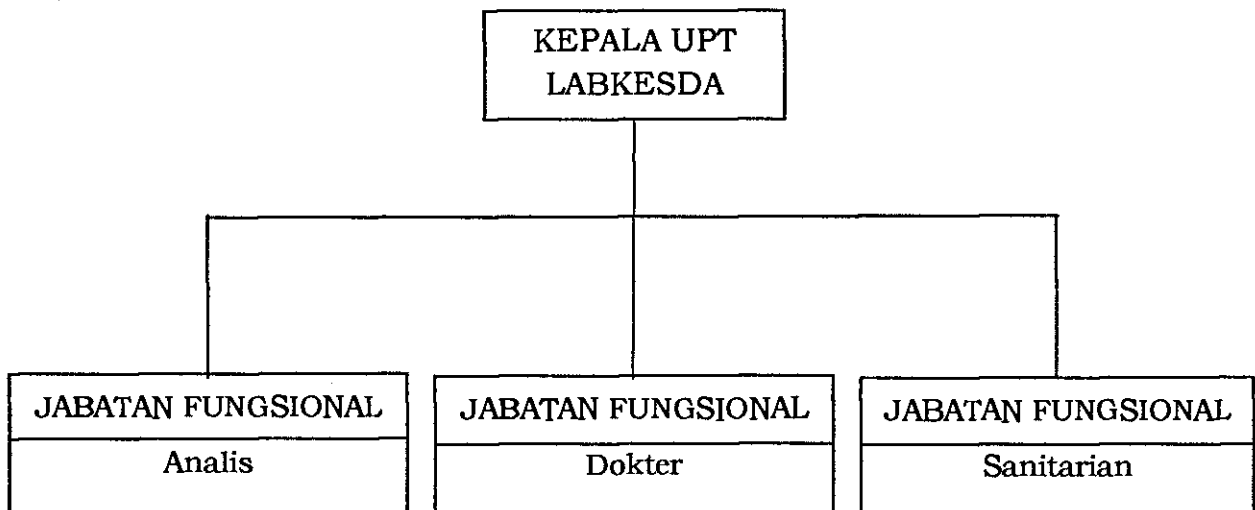 KEPALA UPT
LABKESDA
JABATAN FUNGSIONAL
Analis
JABATAN FUNGSIONAL
Dokter
JABATAN FUNGSIONAL
Sanitarian